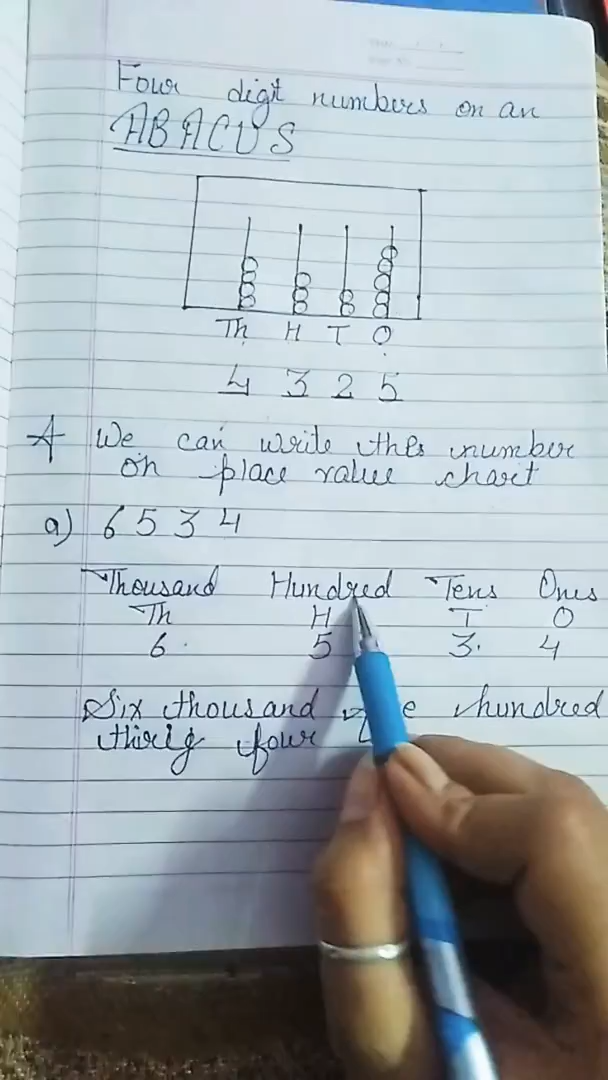 Four digit numbers on an
ABACUS
Th H T O
4 3 2 5
A We can write this number
on place value chart
a) 6 5 3 4
Thousand Hundred Tens Ones
Th H T O
6 5 3 4
Six thousand hundred
thirty four